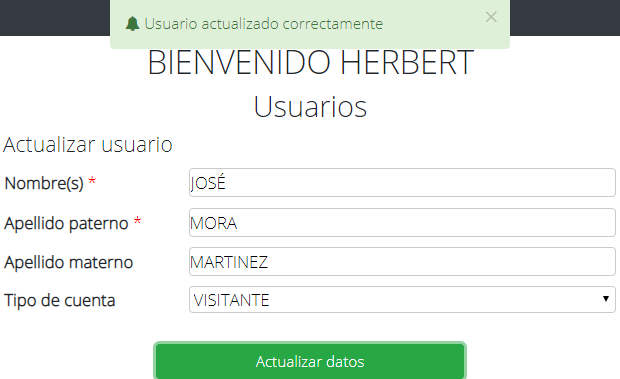 Usuario actualizado correctamente ×
BIENVENIDO HERBERT
Usuarios
Actualizar usuario
Nombre(s) * JOSÉ
Apellido paterno * MORA
Apellido materno MARTINEZ
Tipo de cuenta VISITANTE
Actualizar datos